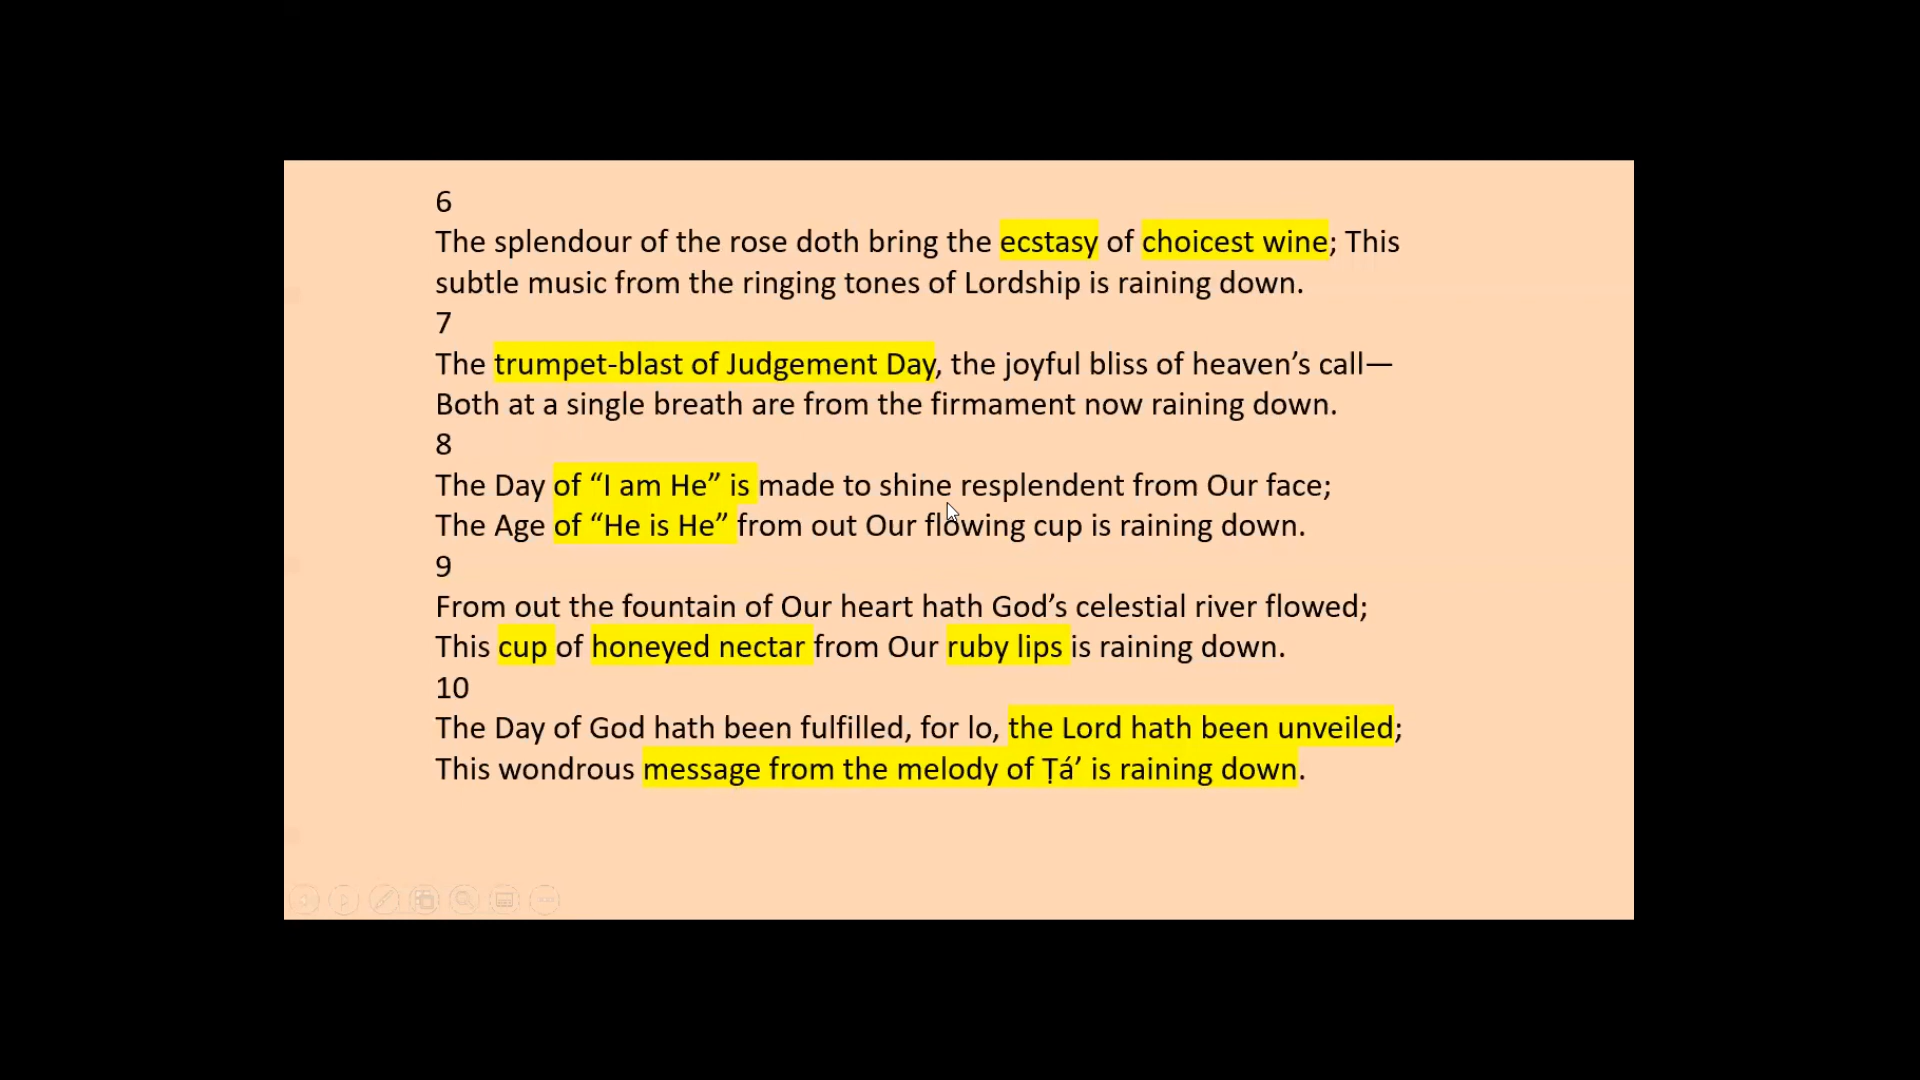 6
The splendour of the rose doth bring the ecstasy of choicest wine; This
subtle music from the ringing tones of Lordship is raining down.
7
The trumpet-blast of Judgement Day, the joyful bliss of heaven’s call—
Both at a single breath are from the firmament now raining down.
8
The Day of “I am He” is made to shine resplendent from Our face;
The Age of “He is He” from out Our flowing cup is raining down.
9
From out the fountain of Our heart hath God’s celestial river flowed;
This cup of honeyed nectar from Our ruby lips is raining down.
10
The Day of God hath been fulfilled, for lo, the Lord hath been unveiled;
This wondrous message from the melody of Ṭá’ is raining down.